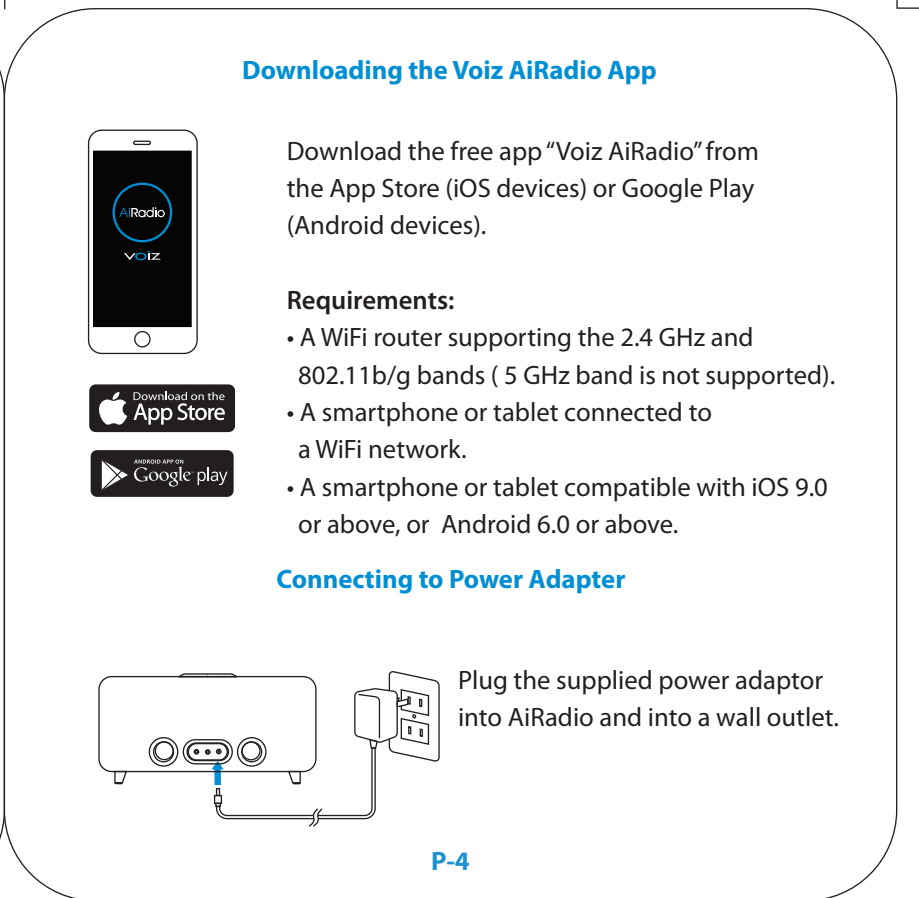 Downloading the Voiz AiRadio App
AiRadio
voiz
Download on the
App Store
ANDROID APP ON
Google play
Download the free app “Voiz AiRadio” from
the App Store (iOS devices) or Google Play
(Android devices).
Requirements:
• A WiFi router supporting the 2.4 GHz and
802.11b/g bands ( 5 GHz band is not supported).
• A smartphone or tablet connected to
a WiFi network.
• A smartphone or tablet compatible with iOS 9.0
or above, or Android 6.0 or above.
Connecting to Power Adapter
Plug the supplied power adaptor
into AiRadio and into a wall outlet.
P-4